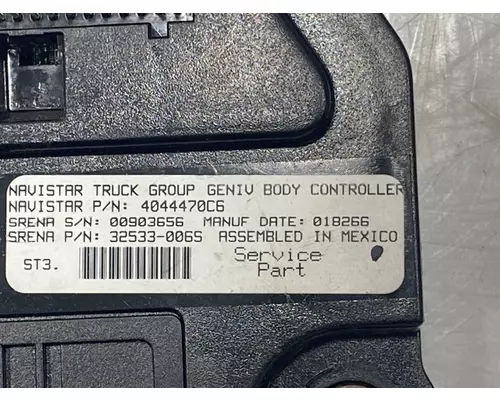 NAVISTAR TRUCK GROUP GENIV BODY CONTROLLER
NAVISTAR P/N: 4044470C6
SRENA S/N: 00903656 MANUF DATE: 018266
SRENA P/N: 32533-006S ASSEMBLED IN MEXICO
ST3.
Service
Part